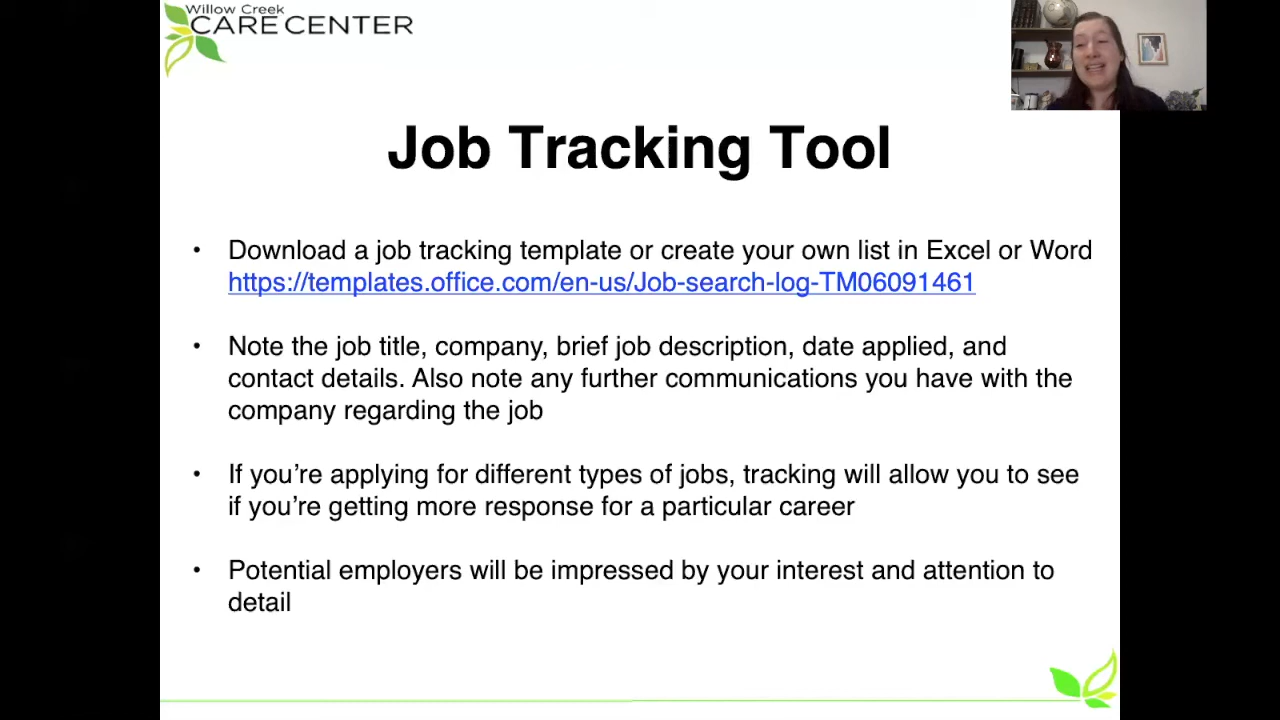 Willow Creek
CARE CENTER
Job Tracking Tool
• Download a job tracking template or create your own list in Excel or Word
https://templates.office.com/en-us/Job-search-log-TM06091461
• Note the job title, company, brief job description, date applied, and
contact details. Also note any further communications you have with the
company regarding the job
• If you’re applying for different types of jobs, tracking will allow you to see
if you’re getting more response for a particular career
• Potential employers will be impressed by your interest and attention to
detail